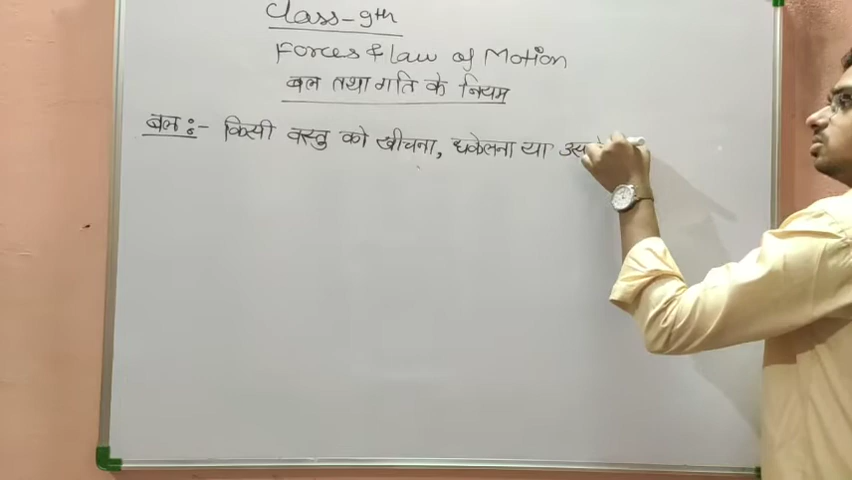 Class-9th
Forces & law of Motion
बल तथा गति के नियम
बल :- किसी वस्तु को खीचना, धकेलना या